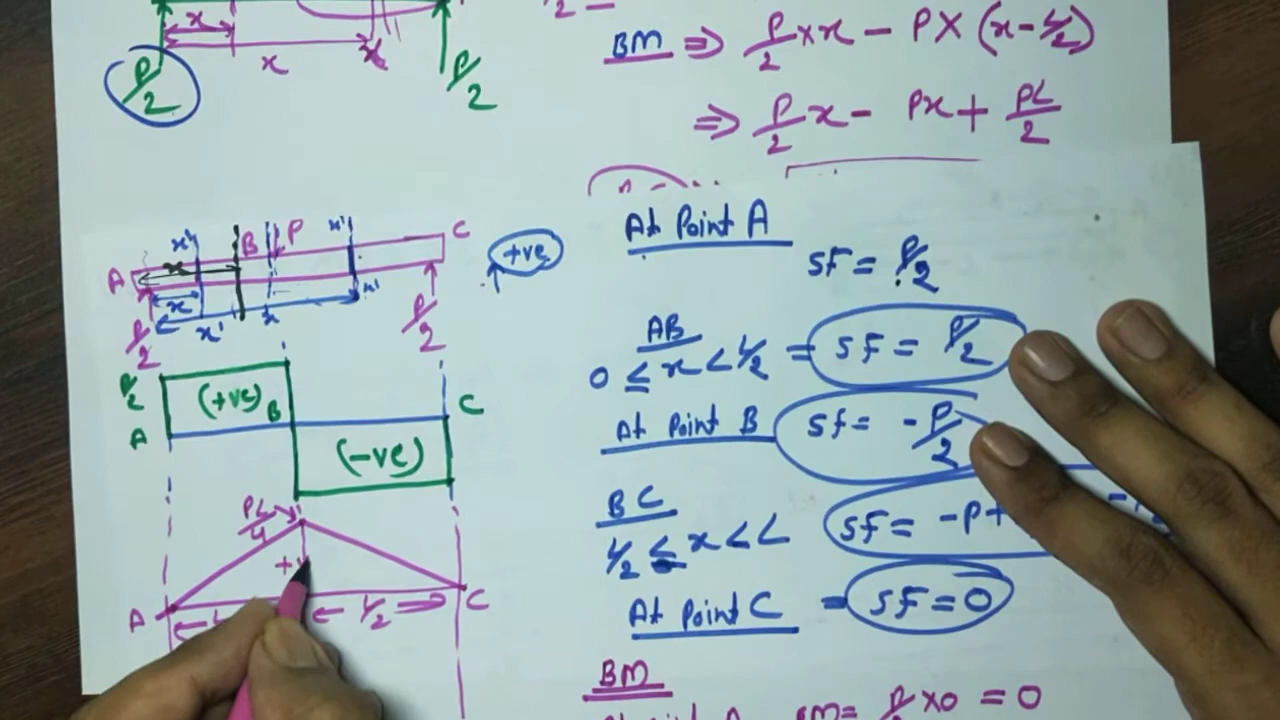 x
x
x
P/2
P/2
BM ⇒ P/2 × x - P × (x - L/2)
⇒ P/2 x - Px + PL/2
At Point A
SF = P/2
x' B P x' C
A x
x x' x x'
P/2 P/2
+ve
AB
0 ≤ x < L/2 = SF = P/2
P/2 (+ve) B C
A
(-ve)
At Point B SF = -P/2
BC
L/2 ≤ x < L SF = -P+
At Point C = SF = 0
PL/4
+v
A L/2 C
BM
BM = P/2 × 0 = 0